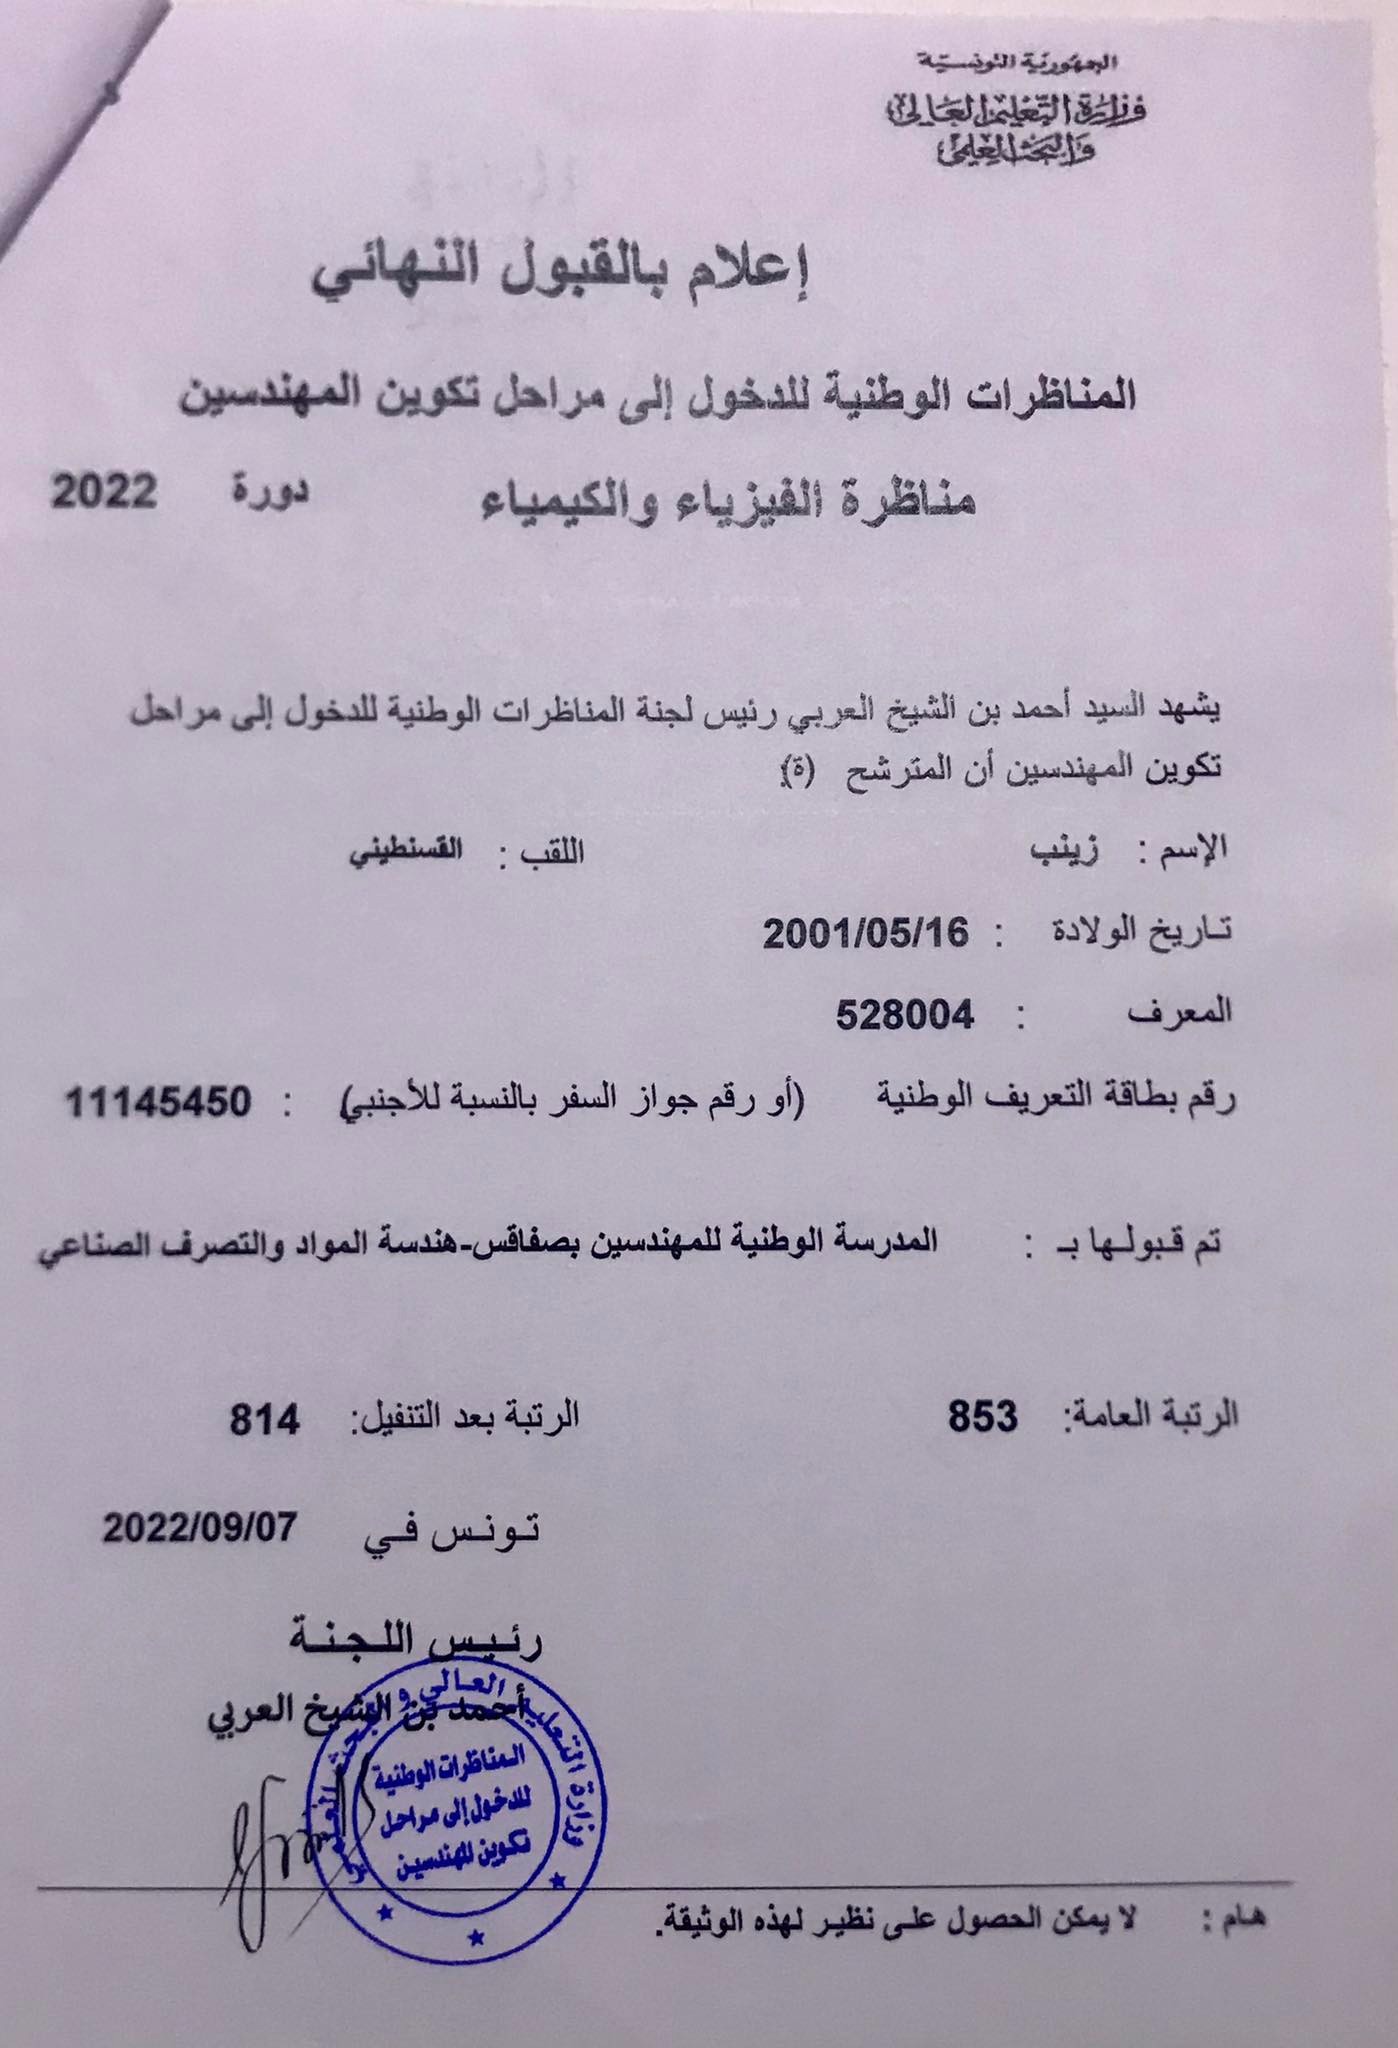 الجمهورية التونسية
وزارة التعليم العالي
والبحث العلمي
إعلام بالقبول النهائي
المناظرات الوطنية للدخول إلى مراحل تكوين المهندسين
مناظرة الفيزياء والكيمياء دورة 2022
يشهد السيد أحمد بن الشيخ العربي رئيس لجنة المناظرات الوطنية للدخول إلى مراحل
تكوين المهندسين أن المترشح (ة):
الإسم : زينب اللقب : القسنطيني
تاريخ الولادة : 2001/05/16
المعرف : 528004
رقم بطاقة التعريف الوطنية (أو رقم جواز السفر بالنسبة للأجنبي) : 11145450
تم قبولها بـ : المدرسة الوطنية للمهندسين بصفاقس-هندسة المواد والتصرف الصناعي
الرتبة العامة: 853 الرتبة بعد التنفيل: 814
تونس في 2022/09/07
رئيس اللجنة
أحمد بن الشيخ العربي
وزارة التعليم العالي والبحث العلمي
المناظرات الوطنية
للدخول إلى مراحل
تكوين المهندسين
هام : لا يمكن الحصول على نظير لهذه الوثيقة.